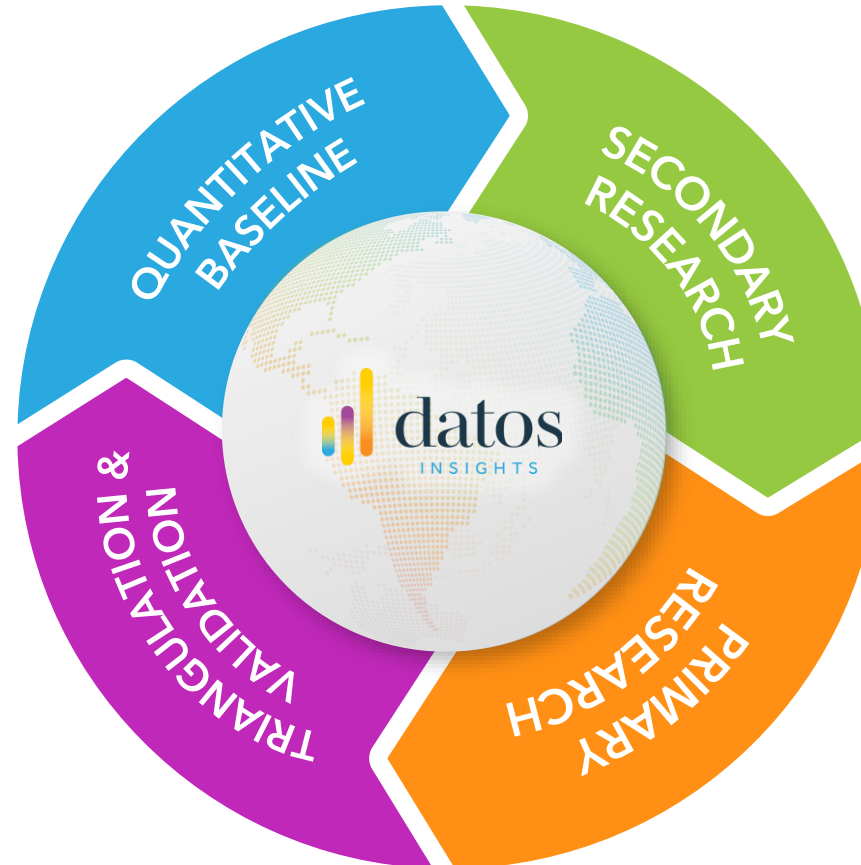 QUANTITATIVE
BASELINE
SECONDARY
RESEARCH
PRIMARY
RESEARCH
TRIANGULATION &
VALIDATION
datos
INSIGHTS